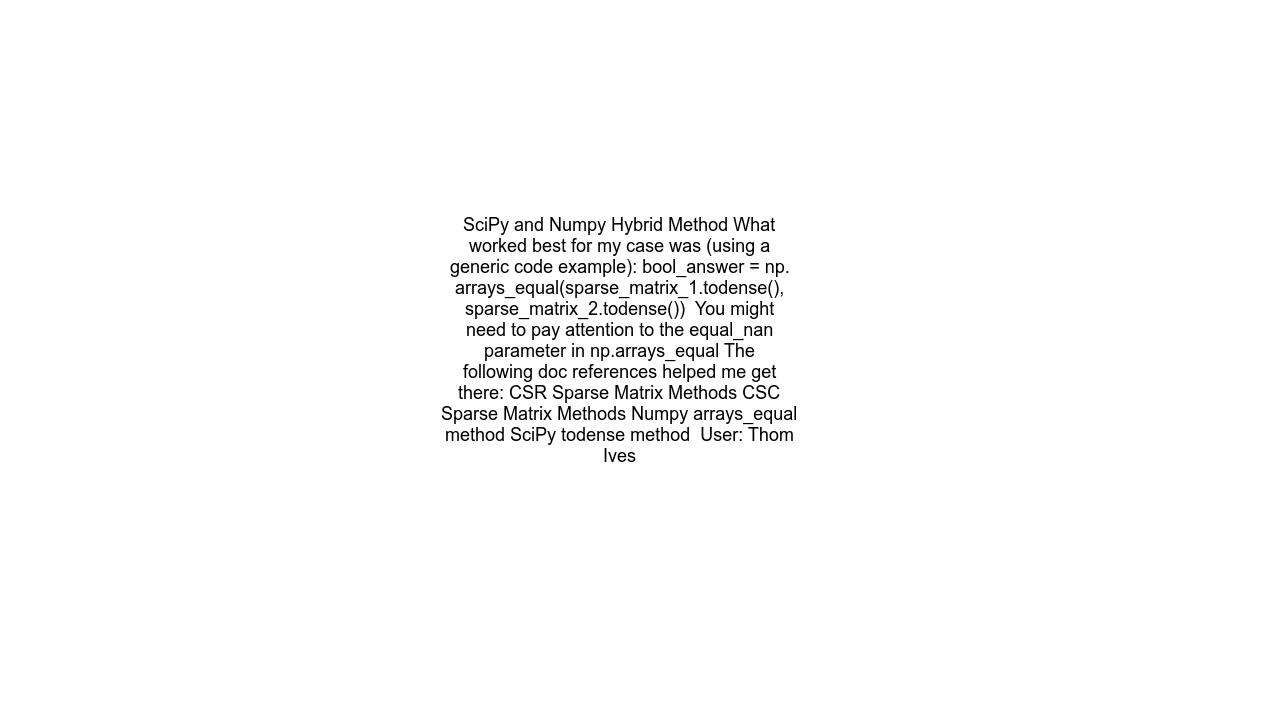 SciPy and Numpy Hybrid Method What
worked best for my case was (using a
generic code example): bool_answer = np.
arrays_equal(sparse_matrix_1.todense(),
sparse_matrix_2.todense())  You might
need to pay attention to the equal_nan
parameter in np.arrays_equal The
following doc references helped me get
there: CSR Sparse Matrix Methods CSC
Sparse Matrix Methods Numpy arrays_equal
method SciPy todense method  User: Thom
Ives